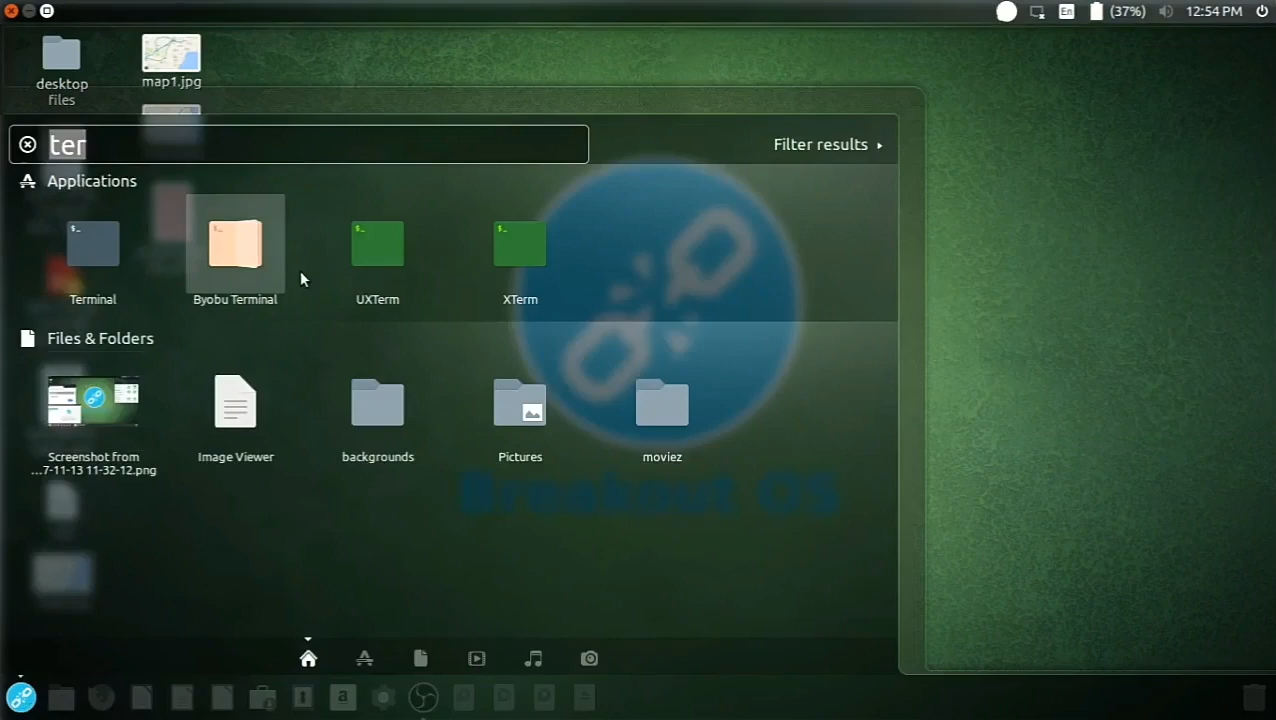 En
(37%)
12:54 PM
desktop
files
map1.jpg
ter
Filter results
Applications
$_
$_
$_
$_
Terminal
Byobu Terminal
UXTerm
XTerm
Files & Folders
Screenshot from
...7-11-13 11-32-12.png
Image Viewer
backgrounds
Pictures
moviez
Breakout OS
a